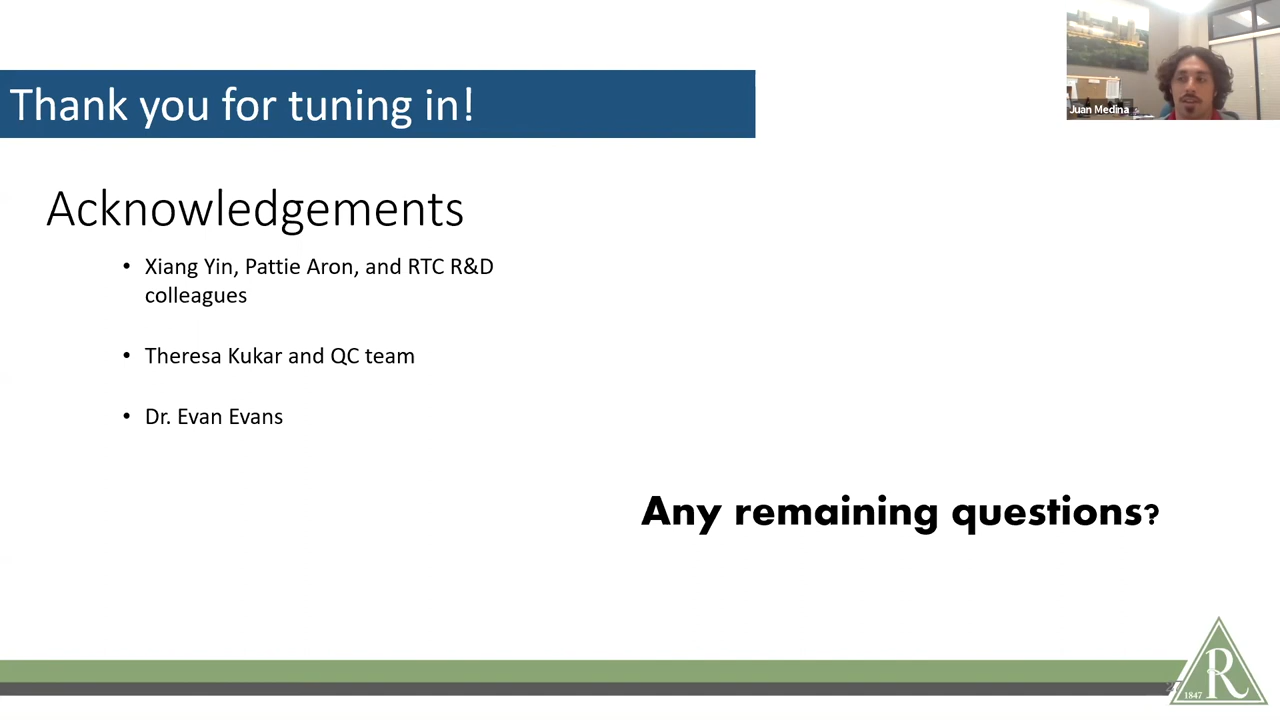 Thank you for tuning in!
Juan Medina
Acknowledgements
• Xiang Yin, Pattie Aron, and RTC R&D
colleagues
• Theresa Kukar and QC team
• Dr. Evan Evans
Any remaining questions?
R
1847